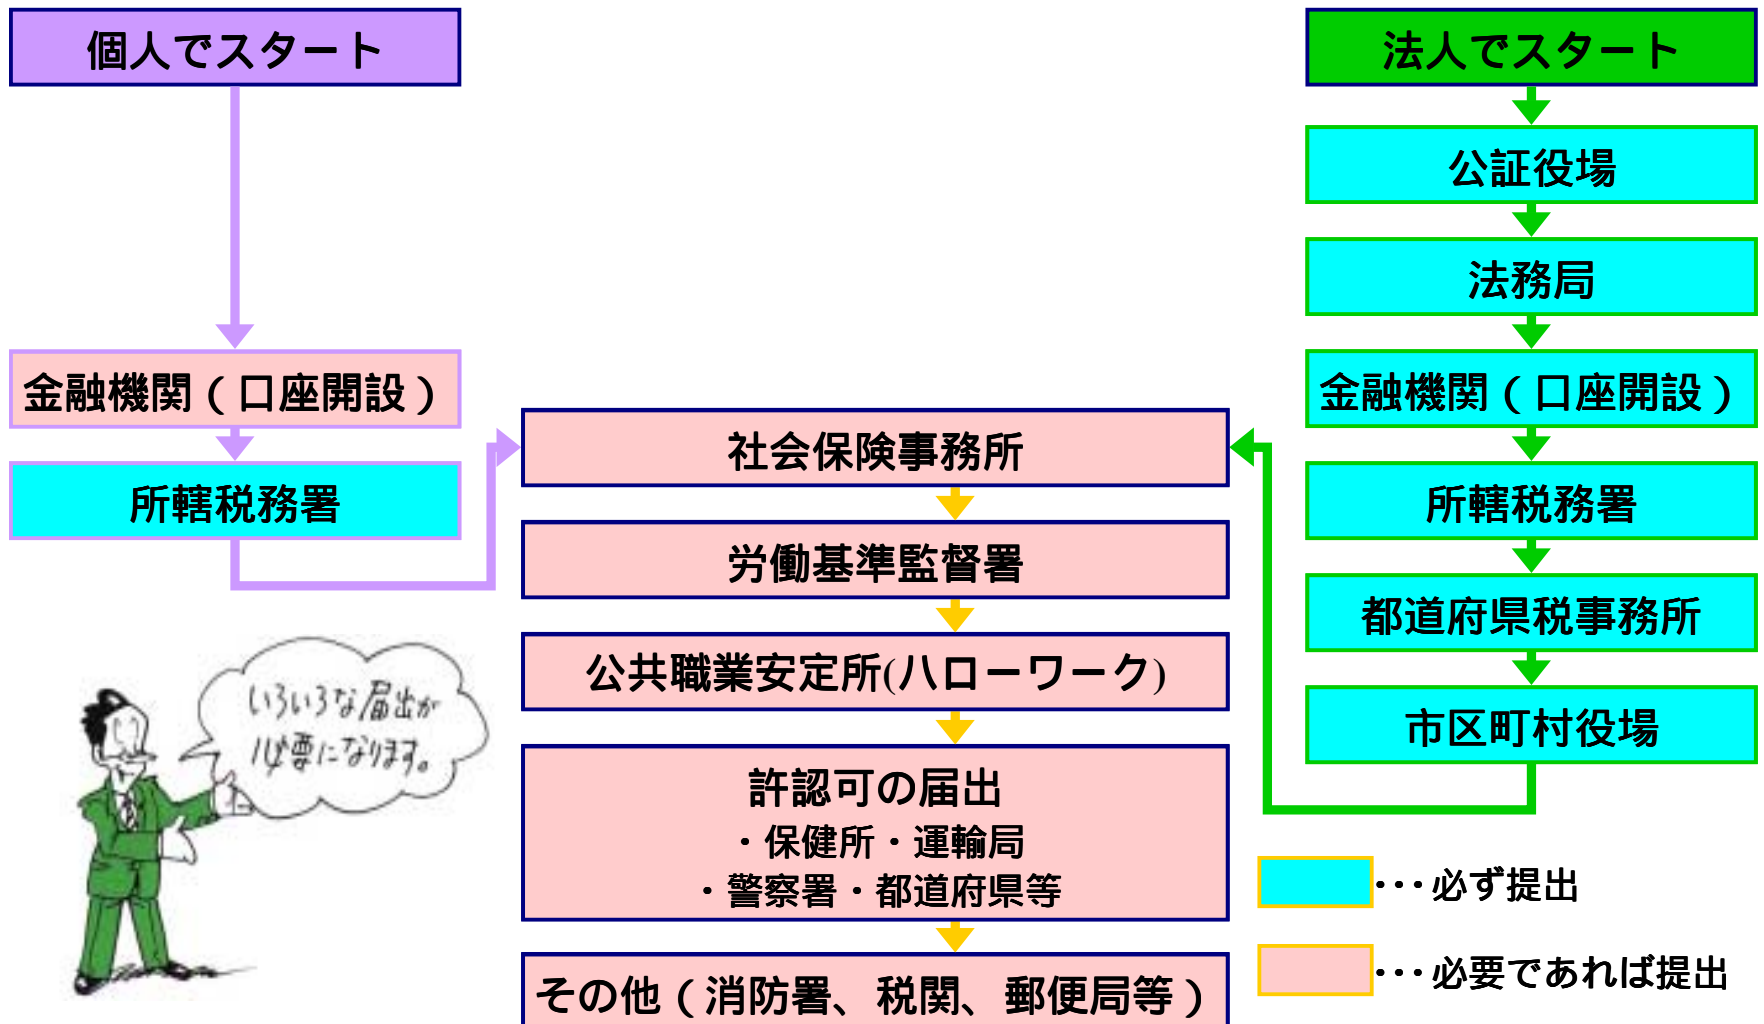 個人でスタート
金融機関（口座開設）
所轄税務署
法人でスタート
公証役場
法務局
金融機関（口座開設）
所轄税務署
都道府県税事務所
市区町村役場
社会保険事務所
労働基準監督署
公共職業安定所(ハローワーク)
許認可の届出
・保健所・運輸局
・警察署・都道府県等
その他（消防署、税関、郵便局等）
いろいろな届出が
必要になります。
・・・必ず提出
・・・必要であれば提出